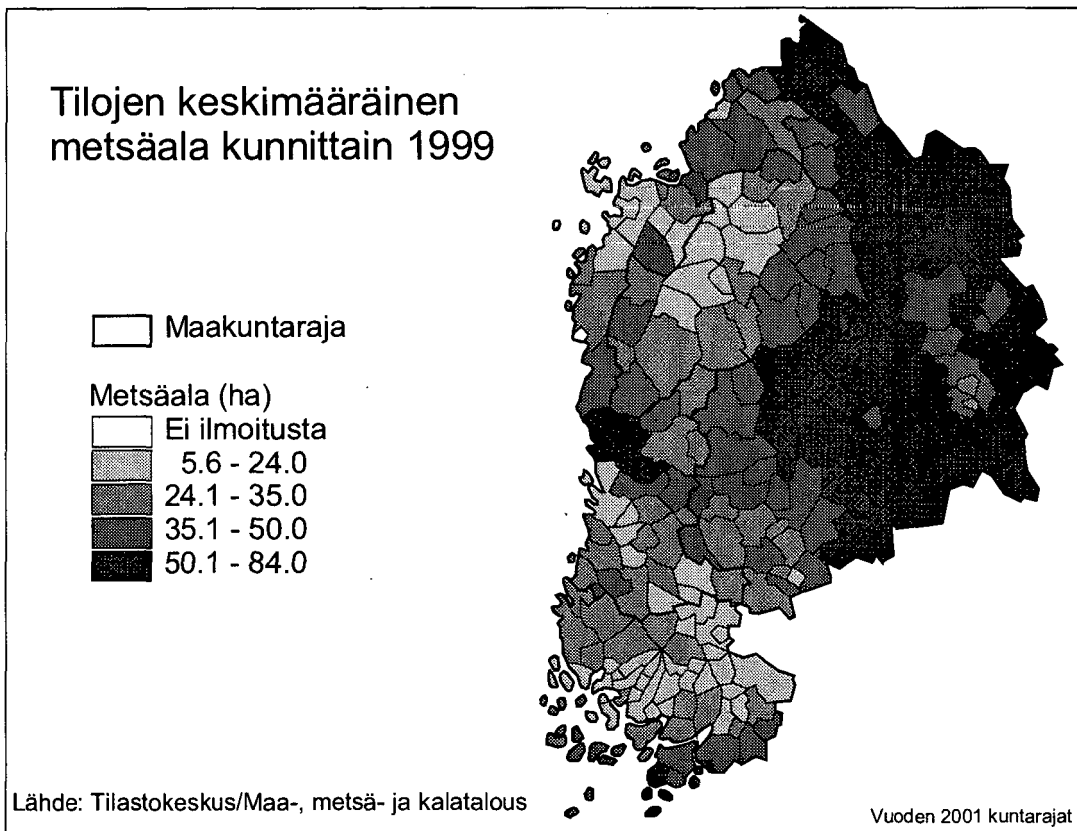 Tilojen keskimääräinen
metsäala kunnittain 1999
Maakuntaraja
Metsäala (ha)
Ei ilmoitusta
5.6 - 24.0
24.1 - 35.0
35.1 - 50.0
50.1 - 84.0
Lähde: Tilastokeskus/Maa-, metsä- ja kalatalous
Vuoden 2001 kuntarajat